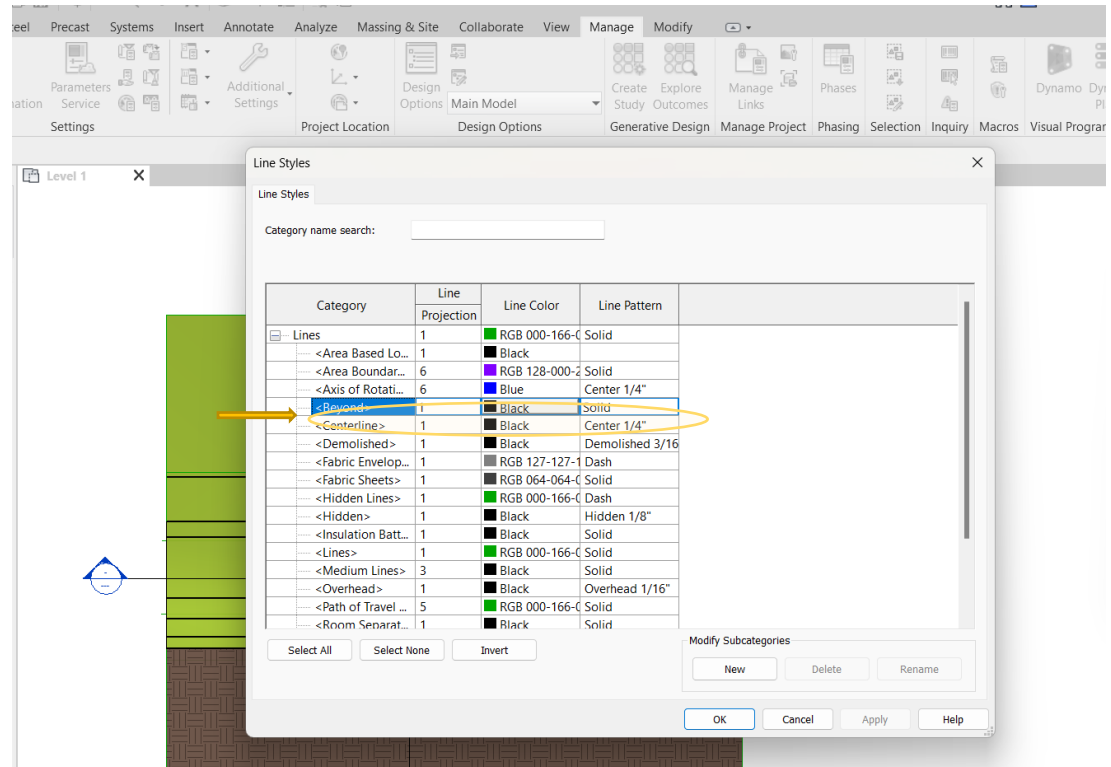 eel Precast Systems Insert Annotate Analyze Massing & Site Collaborate View Manage Modify
Parameters
Service
Additional
Settings
Design
Options
Main Model
Create
Study
Explore
Outcomes
Manage
Links
Phases
Dynamo
Settings Project Location Design Options Generative Design Manage Project Phasing Selection Inquiry Macros Visual Program
Level 1
Line Styles
Line Styles
Category name search:
Category Line Line Color Line Pattern
Projection
Lines 1 RGB 000-166-0 Solid
<Area Based Lo... 1 Black
<Area Boundar... 6 RGB 128-000-2 Solid
<Axis of Rotati... 6 Blue Center 1/4"
<Beyond> 1 Black Solid
<Centerline> 1 Black Center 1/4"
<Demolished> 1 Black Demolished 3/16
<Fabric Envelop... 1 RGB 127-127-1 Dash
<Fabric Sheets> 1 RGB 064-064-0 Solid
<Hidden Lines> 1 RGB 000-166-0 Dash
<Hidden> 1 Black Hidden 1/8"
<Insulation Batt... 1 Black Solid
<Lines> 1 RGB 000-166-0 Solid
<Medium Lines> 3 Black Solid
<Overhead> 1 Black Overhead 1/16"
<Path of Travel ... 5 RGB 000-166-0 Solid
<Room Separat... 1 Black Solid
Select All Select None Invert
Modify Subcategories
New Delete Rename
OK Cancel Apply Help